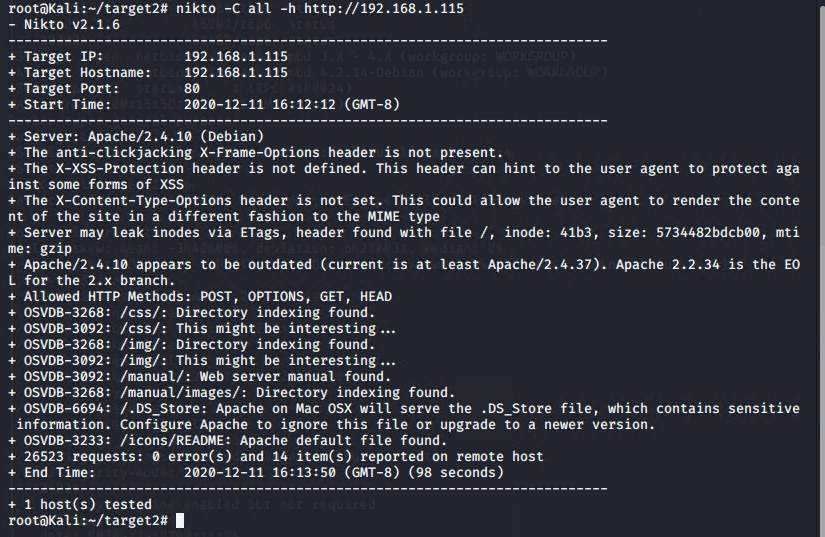 root@Kali:~/target2# nikto -C all -h http://192.168.1.115
- Nikto v2.1.6
---------------------------------------------------------------------------
+ Target IP:          192.168.1.115
+ Target Hostname:    192.168.1.115
+ Target Port:        80
+ Start Time:         2020-12-11 16:12:12 (GMT-8)
---------------------------------------------------------------------------
+ Server: Apache/2.4.10 (Debian)
+ The anti-clickjacking X-Frame-Options header is not present.
+ The X-XSS-Protection header is not defined. This header can hint to the user agent to protect aga
inst some forms of XSS
+ The X-Content-Type-Options header is not set. This could allow the user agent to render the conte
nt of the site in a different fashion to the MIME type
+ Server may leak inodes via ETags, header found with file /, inode: 41b3, size: 5734482bdcb00, mti
me: gzip
+ Apache/2.4.10 appears to be outdated (current is at least Apache/2.4.37). Apache 2.2.34 is the EO
L for the 2.x branch.
+ Allowed HTTP Methods: POST, OPTIONS, GET, HEAD
+ OSVDB-3268: /css/: Directory indexing found.
+ OSVDB-3092: /css/: This might be interesting...
+ OSVDB-3268: /img/: Directory indexing found.
+ OSVDB-3092: /img/: This might be interesting...
+ OSVDB-3092: /manual/: Web server manual found.
+ OSVDB-3268: /manual/images/: Directory indexing found.
+ OSVDB-6694: /.DS_Store: Apache on Mac OSX will serve the .DS_Store file, which contains sensitive
 information. Configure Apache to ignore this file or upgrade to a newer version.
+ OSVDB-3233: /icons/README: Apache default file found.
+ 26523 requests: 0 error(s) and 14 item(s) reported on remote host
+ End Time:           2020-12-11 16:13:50 (GMT-8) (98 seconds)
---------------------------------------------------------------------------
+ 1 host(s) tested
root@Kali:~/target2#